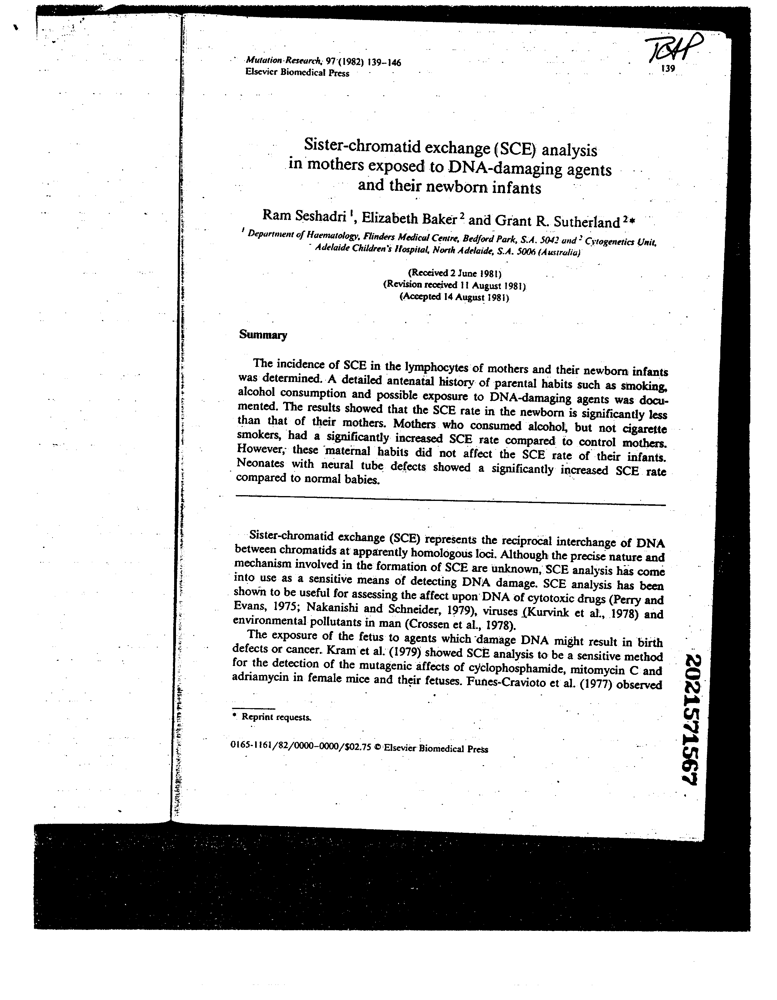 Mutation Research, 97 (1982) 139–146
Elsevier Biomedical Press
139
Sister-chromatid exchange (SCE) analysis
in mothers exposed to DNA-damaging agents
and their newborn infants
Ram Seshadri ¹, Elizabeth Baker ² and Grant R. Sutherland ²*
¹ Department of Haematology, Flinders Medical Centre, Bedford Park, S.A. 5042 and ² Cytogenetics Unit,
Adelaide Children's Hospital, North Adelaide, S.A. 5006 (Australia)
(Received 2 June 1981)
(Revision received 11 August 1981)
(Accepted 14 August 1981)
Summary
The incidence of SCE in the lymphocytes of mothers and their newborn infants
was determined. A detailed antenatal history of parental habits such as smoking,
alcohol consumption and possible exposure to DNA-damaging agents was docu-
mented. The results showed that the SCE rate in the newborn is significantly less
than that of their mothers. Mothers who consumed alcohol, but not cigarette
smokers, had a significantly increased SCE rate compared to control mothers.
However, these maternal habits did not affect the SCE rate of their infants.
Neonates with neural tube defects showed a significantly increased SCE rate
compared to normal babies.
Sister-chromatid exchange (SCE) represents the reciprocal interchange of DNA
between chromatids at apparently homologous loci. Although the precise nature and
mechanism involved in the formation of SCE are unknown, SCE analysis has come
into use as a sensitive means of detecting DNA damage. SCE analysis has been
shown to be useful for assessing the affect upon DNA of cytotoxic drugs (Perry and
Evans, 1975; Nakanishi and Schneider, 1979), viruses (Kurvink et al., 1978) and
environmental pollutants in man (Crossen et al., 1978).
The exposure of the fetus to agents which damage DNA might result in birth
defects or cancer. Kram et al. (1979) showed SCE analysis to be a sensitive method
for the detection of the mutagenic affects of cyclophosphamide, mitomycin C and
adriamycin in female mice and their fetuses. Funes-Cravioto et al. (1977) observed
* Reprint requests.
0165-1161/82/0000-0000/$02.75 © Elsevier Biomedical Press
2021571567